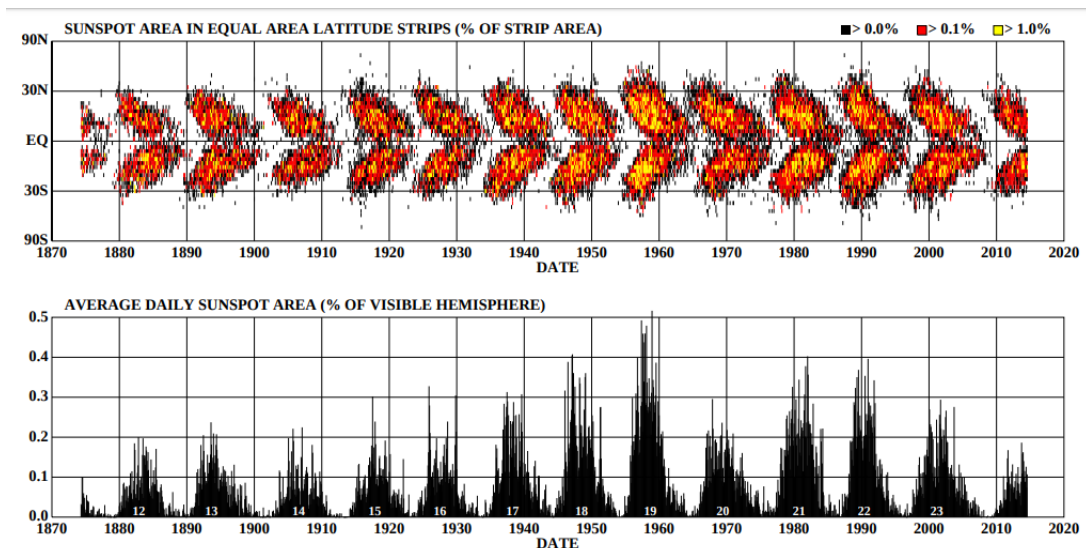 SUNSPOT AREA IN EQUAL AREA LATITUDE STRIPS (% OF STRIP AREA) > 0.0% > 0.1% > 1.0%
90N
30N
EQ
30S
90S
1870 1880 1890 1900 1910 1920 1930 1940 1950 1960 1970 1980 1990 2000 2010 2020
DATE
AVERAGE DAILY SUNSPOT AREA (% OF VISIBLE HEMISPHERE)
0.5
0.4
0.3
0.2
0.1
0.0 12 13 14 15 16 17 18 19 20 21 22 23
1870 1880 1890 1900 1910 1920 1930 1940 1950 1960 1970 1980 1990 2000 2010 2020
DATE